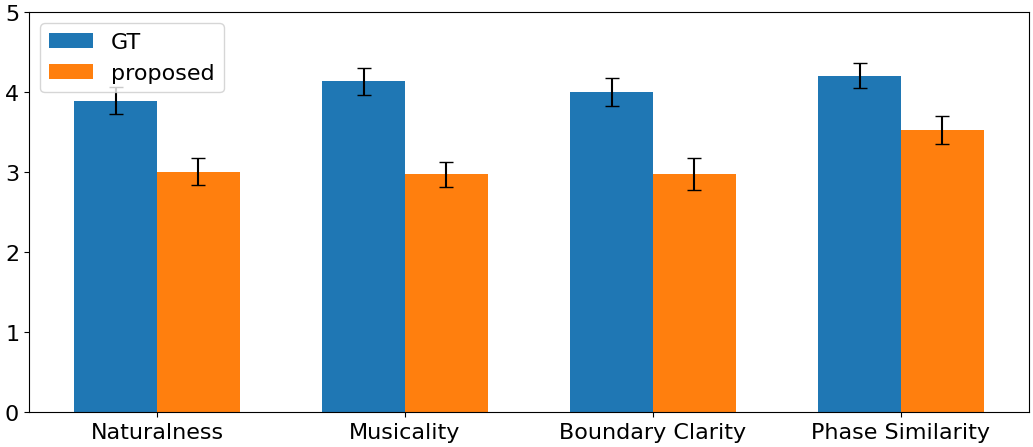 5
4
3
2
1
0
GT
proposed
Naturalness
Musicality
Boundary Clarity
Phase Similarity